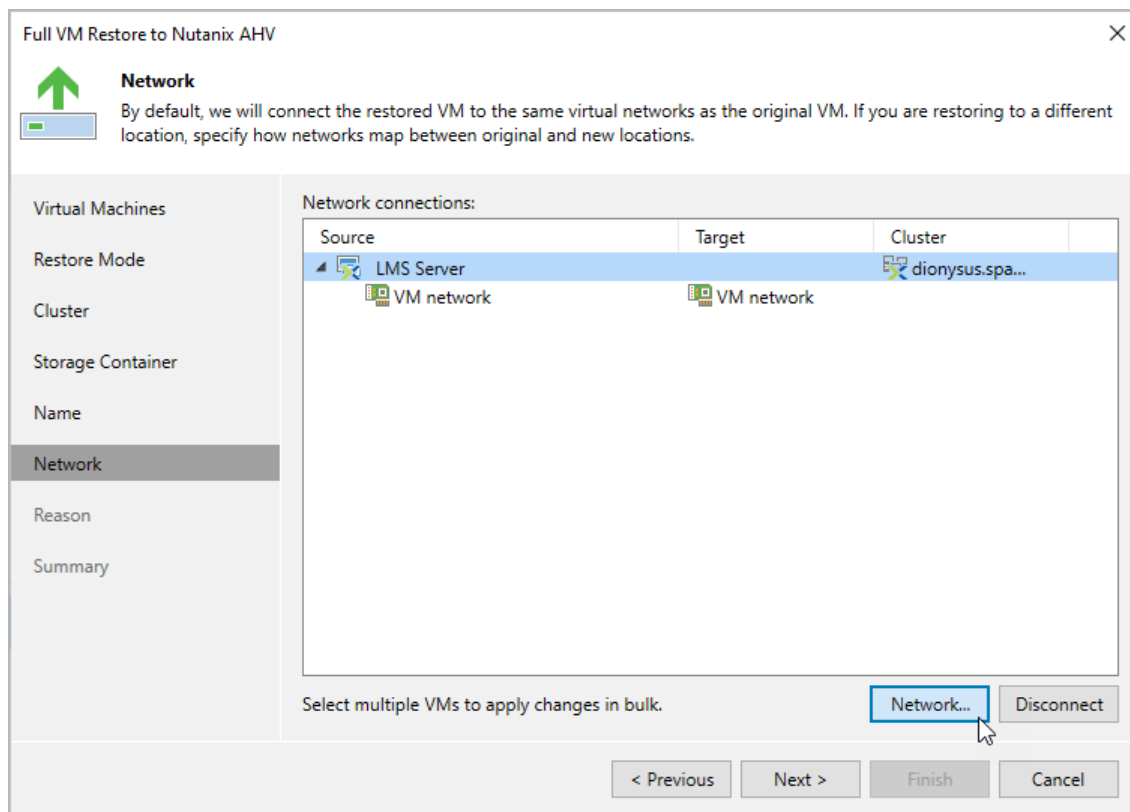 Full VM Restore to Nutanix AHV
Network
By default, we will connect the restored VM to the same virtual networks as the original VM. If you are restoring to a different
location, specify how networks map between original and new locations.
Virtual Machines
Restore Mode
Cluster
Storage Container
Name
Network
Reason
Summary
Network connections:
Source Target Cluster
LMS Server dionysus.spa...
VM network VM network
Select multiple VMs to apply changes in bulk. Network... Disconnect
< Previous Next > Finish Cancel